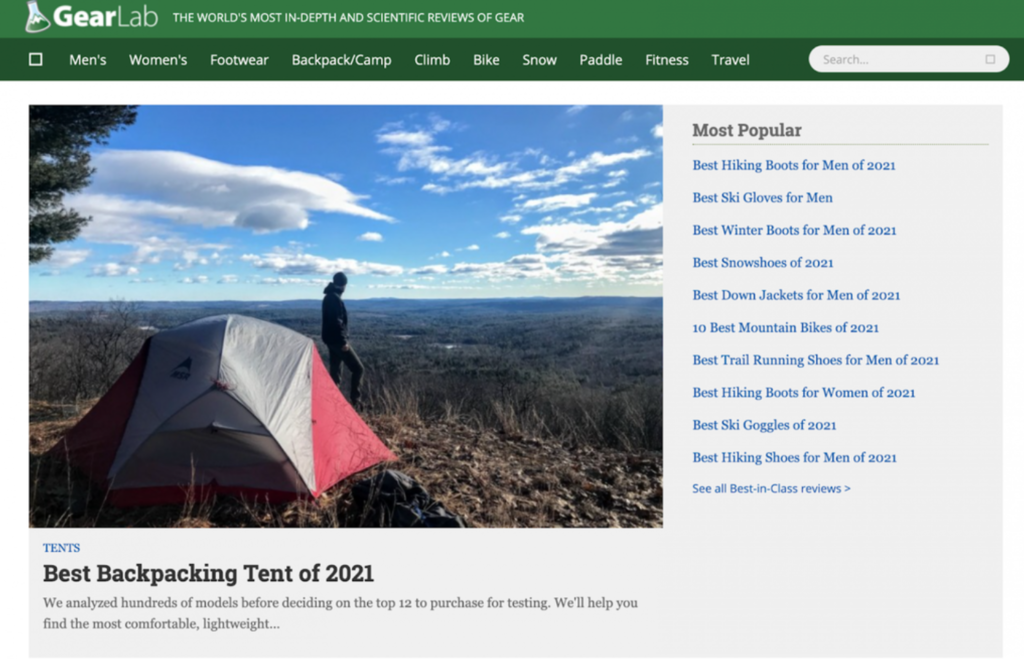 GearLab THE WORLD'S MOST IN-DEPTH AND SCIENTIFIC REVIEWS OF GEAR
Men's Women's Footwear Backpack/Camp Climb Bike Snow Paddle Fitness Travel Search...
Most Popular
Best Hiking Boots for Men of 2021
Best Ski Gloves for Men
Best Winter Boots for Men of 2021
Best Snowshoes of 2021
Best Down Jackets for Men of 2021
10 Best Mountain Bikes of 2021
Best Trail Running Shoes for Men of 2021
Best Hiking Boots for Women of 2021
Best Ski Goggles of 2021
Best Hiking Shoes for Men of 2021
See all Best-in-Class reviews >
TENTS
Best Backpacking Tent of 2021
We analyzed hundreds of models before deciding on the top 12 to purchase for testing. We'll help you
find the most comfortable, lightweight...